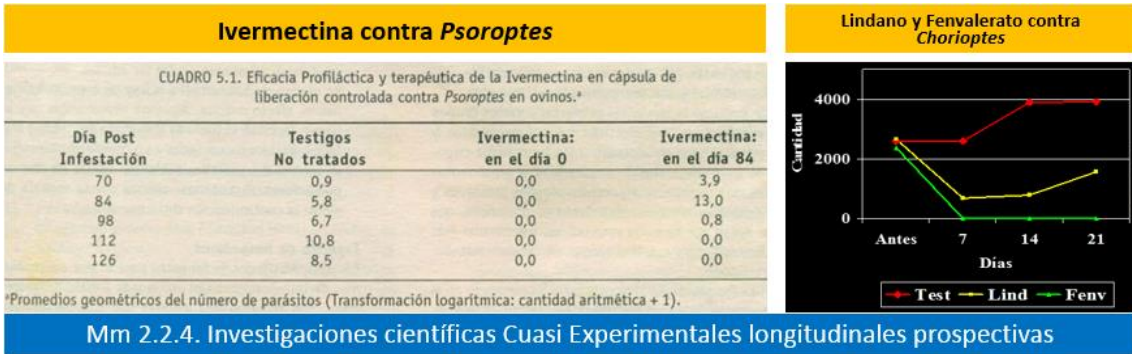 Ivermectina contra Psoroptes
CUADRO 5.1. Eficacia Profiláctica y terapéutica de la Ivermectina en cápsula de
liberación controlada contra Psoroptes en ovinos.ª
Día Post Testigos Ivermectina: Ivermectina:
Infestación No tratados en el día 0 en el día 84
70 0,9 0,0 3,9
84 5,8 0,0 13,0
98 6,7 0,0 0,8
112 10,8 0,0 0,0
126 8,5 0,0 0,0
ªPromedios geométricos del número de parásitos (Transformación logarítmica: cantidad aritmética + 1).
Lindano y Fenvalerato contra
Chorioptes
Cantidad
4000
2000
0
Antes 7 14 21
Días
Test Lind Fenv
Mm 2.2.4. Investigaciones científicas Cuasi Experimentales longitudinales prospectivas